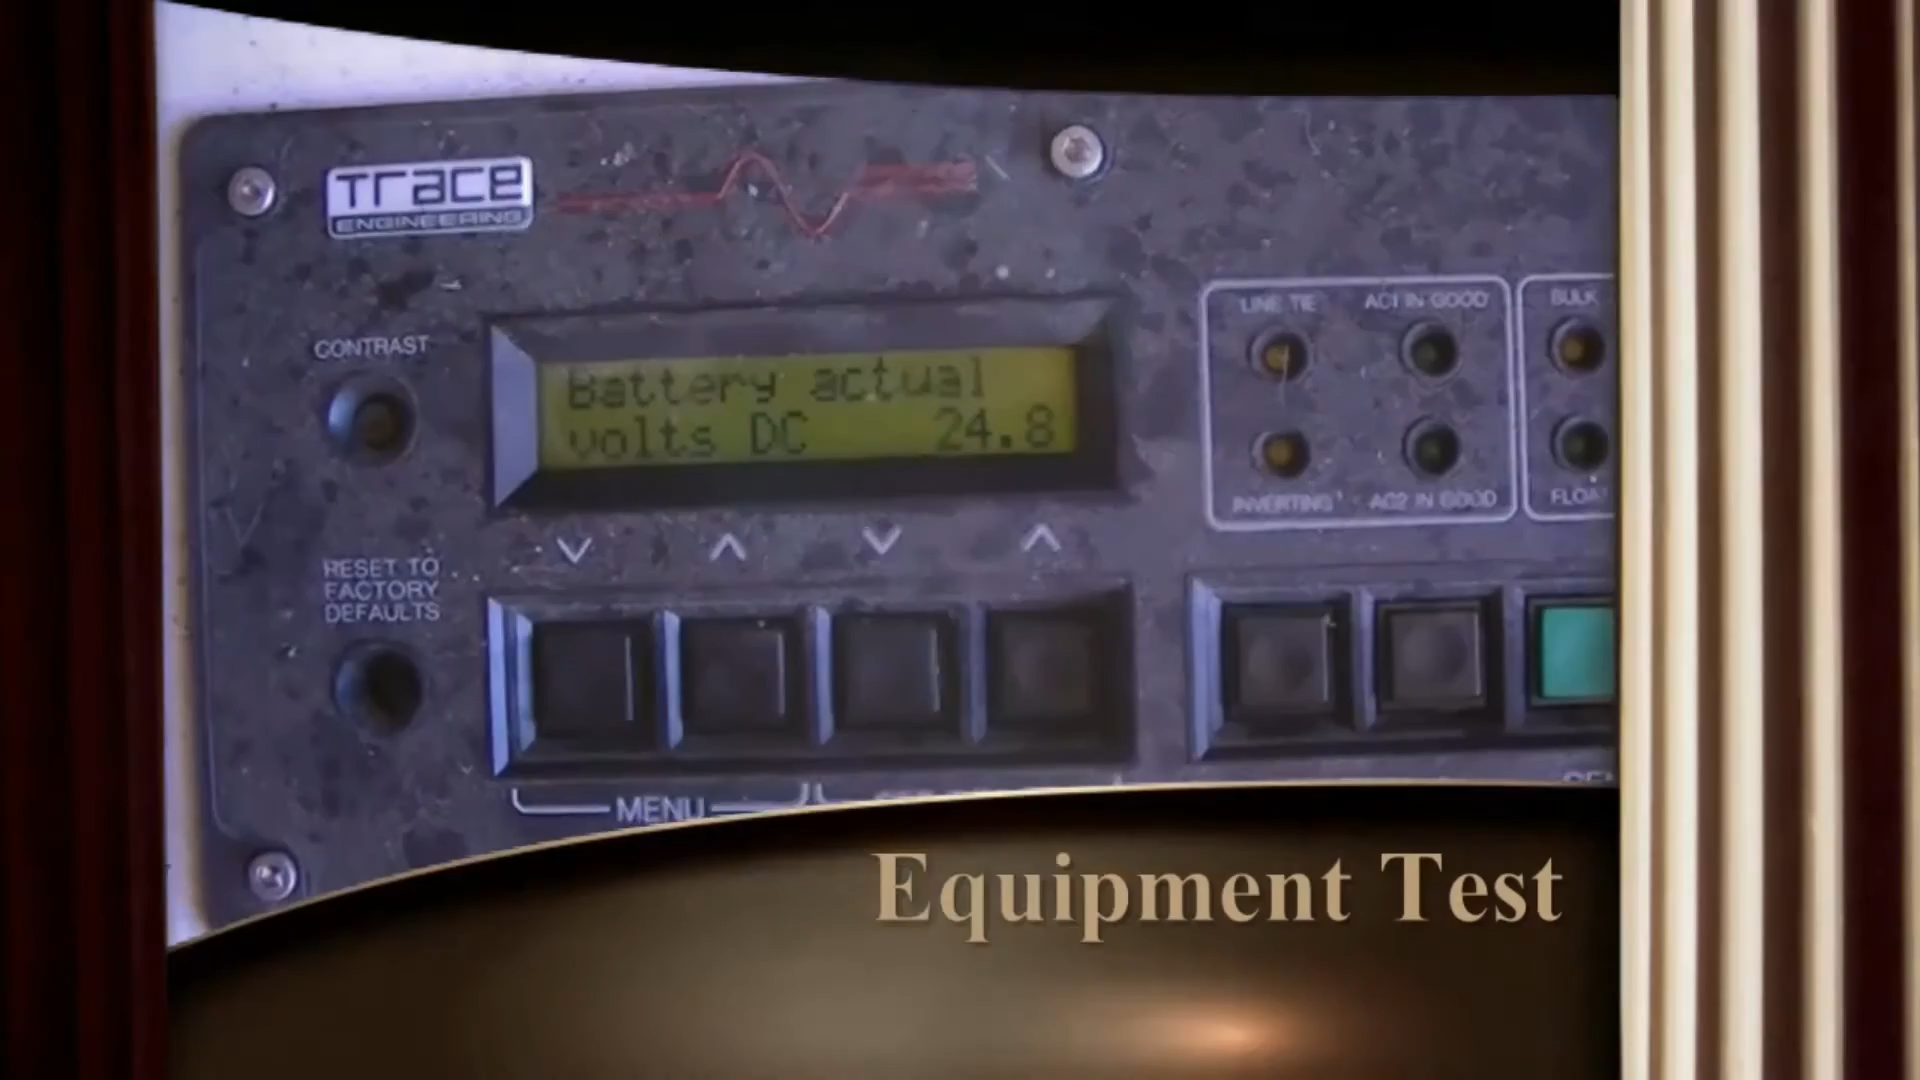 Trace
ENGINEERING
CONTRAST
Battery actual
volts DC 24.8
LINE TIE
AC1 IN GOOD
BULK
INVERTING
AC2 IN GOOD
RESET TO
FACTORY
DEFAULTS
MENU
Equipment Test